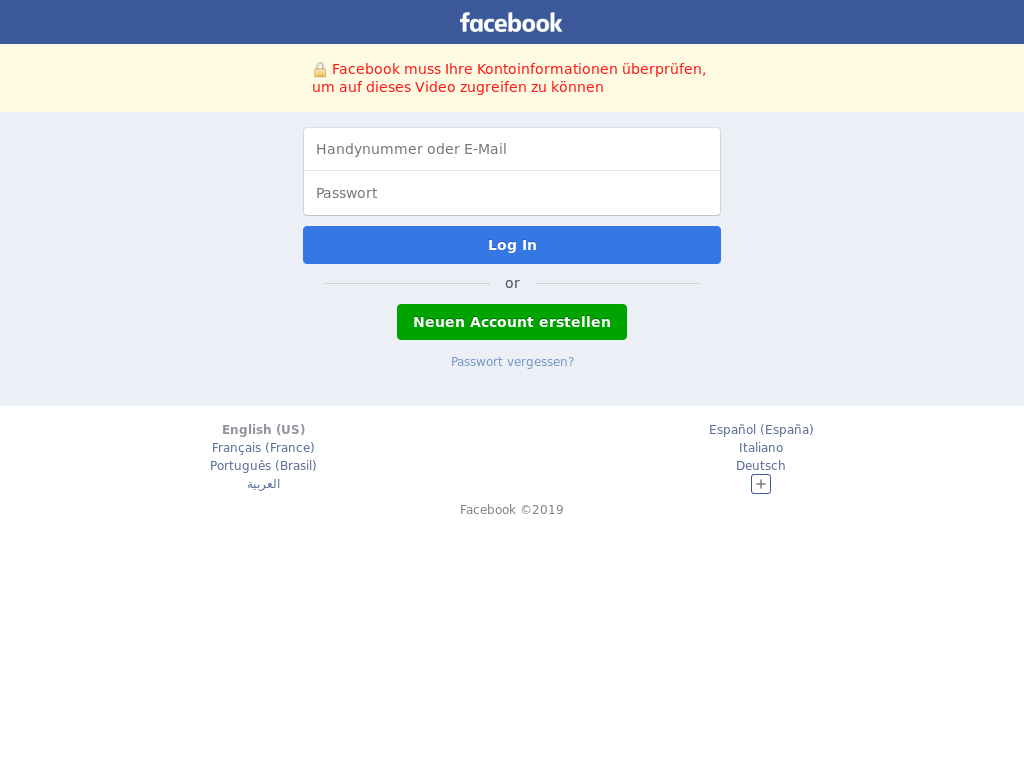 facebook
Facebook muss Ihre Kontoinformationen überprüfen,
um auf dieses Video zugreifen zu können
Handynummer oder E-Mail
Passwort
Log In
or
Neuen Account erstellen
Passwort vergessen?
English (US)
Français (France)
Português (Brasil)
العربية
Español (España)
Italiano
Deutsch
Facebook ©2019